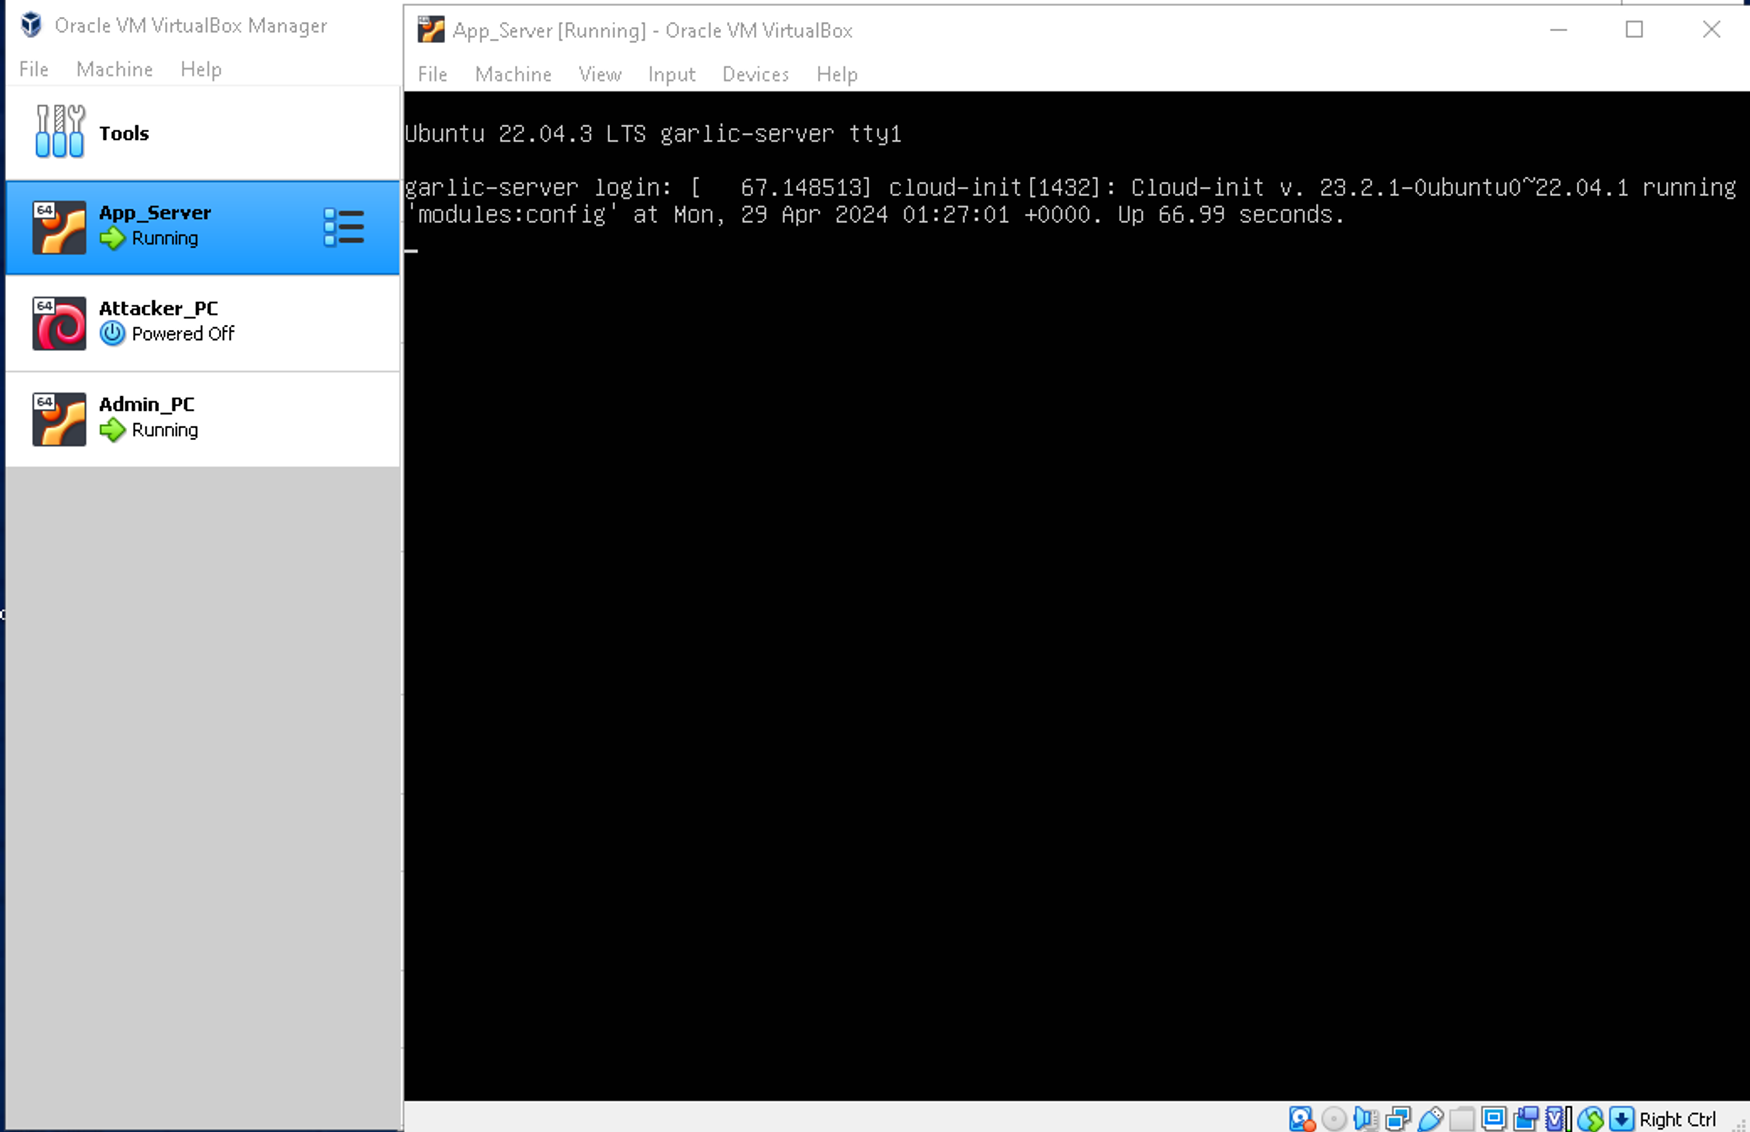 Oracle VM VirtualBox Manager
File Machine Help
Tools
64
App_Server
Running
64
Attacker_PC
Powered Off
64
Admin_PC
Running
App_Server [Running] - Oracle VM VirtualBox
File Machine View Input Devices Help
Ubuntu 22.04.3 LTS garlic-server tty1
garlic-server login: [   67.148513] cloud-init[1432]: Cloud-init v. 23.2.1-0ubuntu0~22.04.1 running
'modules:config' at Mon, 29 Apr 2024 01:27:01 +0000. Up 66.99 seconds.
Right Ctrl